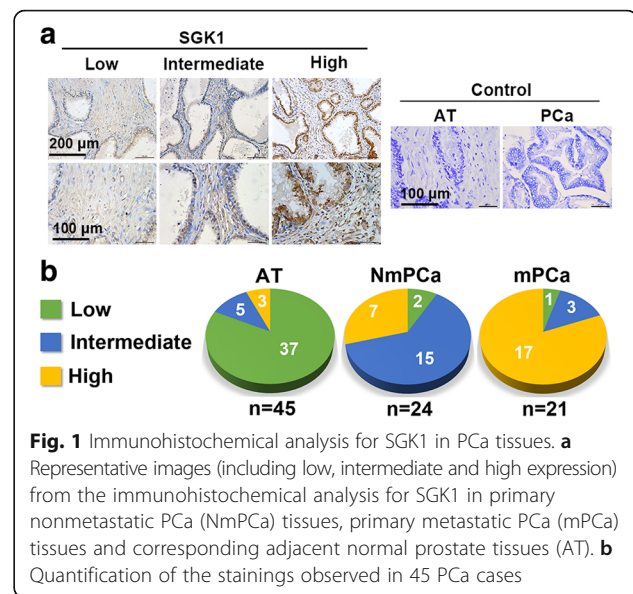 a
SGK1
Low Intermediate High
Control
AT PCa
200 μm
100 μm
100 μm
b
AT NmPCa mPCa
Low
Intermediate
High
5 3 37
7 2 15
1 3 17
n=45 n=24 n=21
Fig. 1 Immunohistochemical analysis for SGK1 in PCa tissues. a
Representative images (including low, intermediate and high expression)
from the immunohistochemical analysis for SGK1 in primary
nonmetastatic PCa (NmPCa) tissues, primary metastatic PCa (mPCa)
tissues and corresponding adjacent normal prostate tissues (AT). b
Quantification of the stainings observed in 45 PCa cases